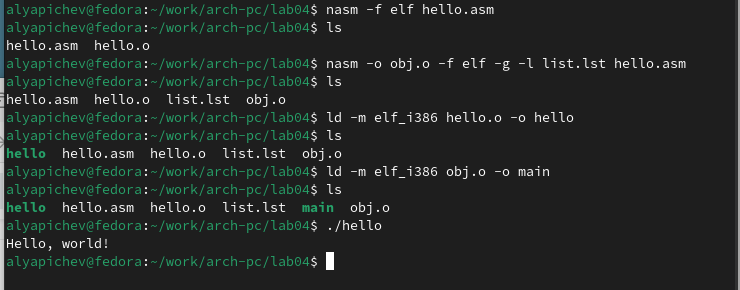 alyapichev@fedora:~/work/arch-pc/lab04$ nasm -f elf hello.asm
alyapichev@fedora:~/work/arch-pc/lab04$ ls
hello.asm  hello.o
alyapichev@fedora:~/work/arch-pc/lab04$ nasm -o obj.o -f elf -g -l list.lst hello.asm
alyapichev@fedora:~/work/arch-pc/lab04$ ls
hello.asm  hello.o  list.lst  obj.o
alyapichev@fedora:~/work/arch-pc/lab04$ ld -m elf_i386 hello.o -o hello
alyapichev@fedora:~/work/arch-pc/lab04$ ls
hello  hello.asm  hello.o  list.lst  obj.o
alyapichev@fedora:~/work/arch-pc/lab04$ ld -m elf_i386 obj.o -o main
alyapichev@fedora:~/work/arch-pc/lab04$ ls
hello  hello.asm  hello.o  list.lst  main  obj.o
alyapichev@fedora:~/work/arch-pc/lab04$ ./hello
Hello, world!
alyapichev@fedora:~/work/arch-pc/lab04$